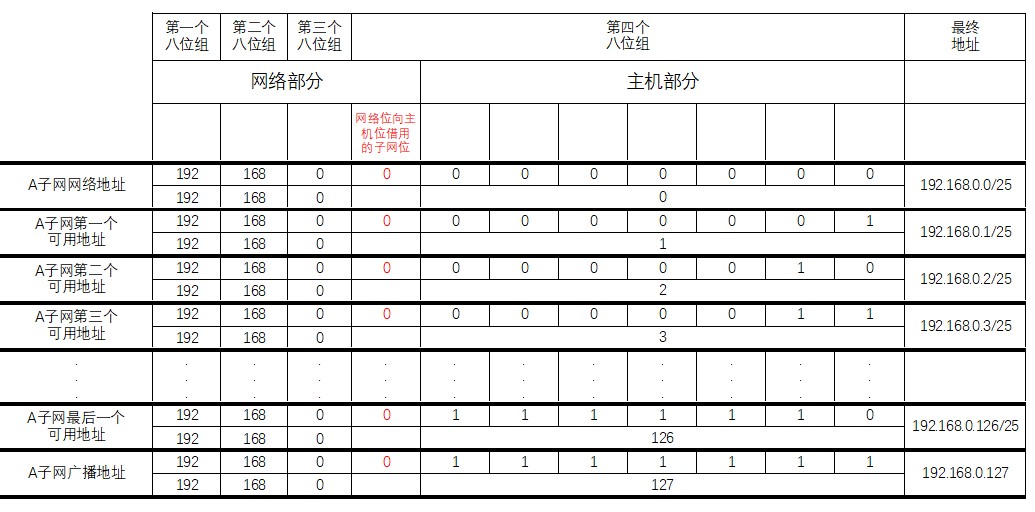 第一个 八位组 第二个 八位组 第三个 八位组 第四个 八位组 最终 地址
网络部分 主机部分
网络位向主
机位借用
的子网位
A子网网络地址 192 168 0 0 0 0 0 0 0 0 0 192.168.0.0/25
192 168 0 0
A子网第一个 可用地址 192 168 0 0 0 0 0 0 0 0 1 192.168.0.1/25
192 168 0 1
A子网第二个 可用地址 192 168 0 0 0 0 0 0 0 1 0 192.168.0.2/25
192 168 0 2
A子网第三个 可用地址 192 168 0 0 0 0 0 0 0 1 1 192.168.0.3/25
192 168 0 3
. . . . . . . . . . . .
. . . . . . . . . . . .
. . . . . . . . . . . .
A子网最后一个 可用地址 192 168 0 0 1 1 1 1 1 1 0 192.168.0.126/25
192 168 0 126
A子网广播地址 192 168 0 0 1 1 1 1 1 1 1 192.168.0.127
192 168 0 127